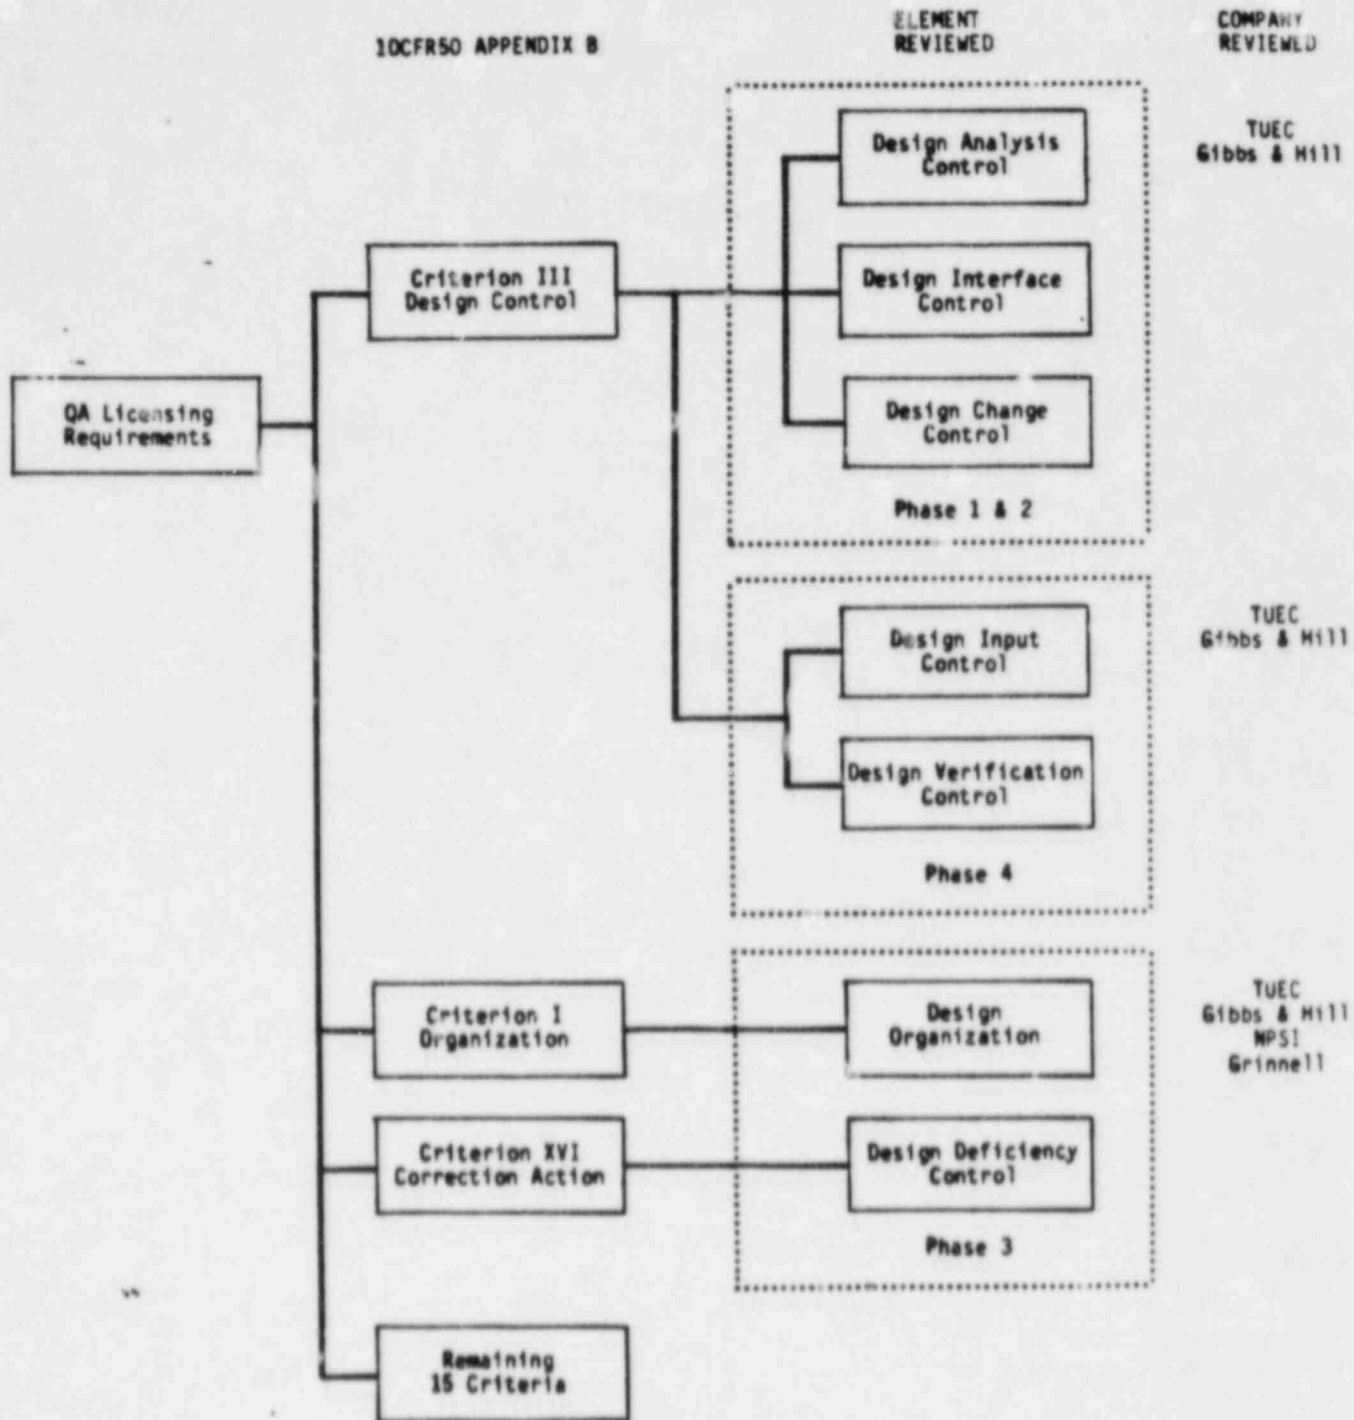 10CFR50 APPENDIX B
ELEMENT
REVIEWED
COMPANY
REVIEWED
Design Analysis
Control
TUEC
Gibbs & Hill
Criterion III
Design Control
Design Interface
Control
QA Licensing
Requirements
Design Change
Control
Phase 1 & 2
Design Input
Control
TUEC
Gibbs & Hill
Design Verification
Control
Phase 4
Criterion I
Organization
Design
Organization
TUEC
Gibbs & Hill
NPSI
Grinnell
Criterion XVI
Correction Action
Design Deficiency
Control
Phase 3
Remaining
15 Criteria